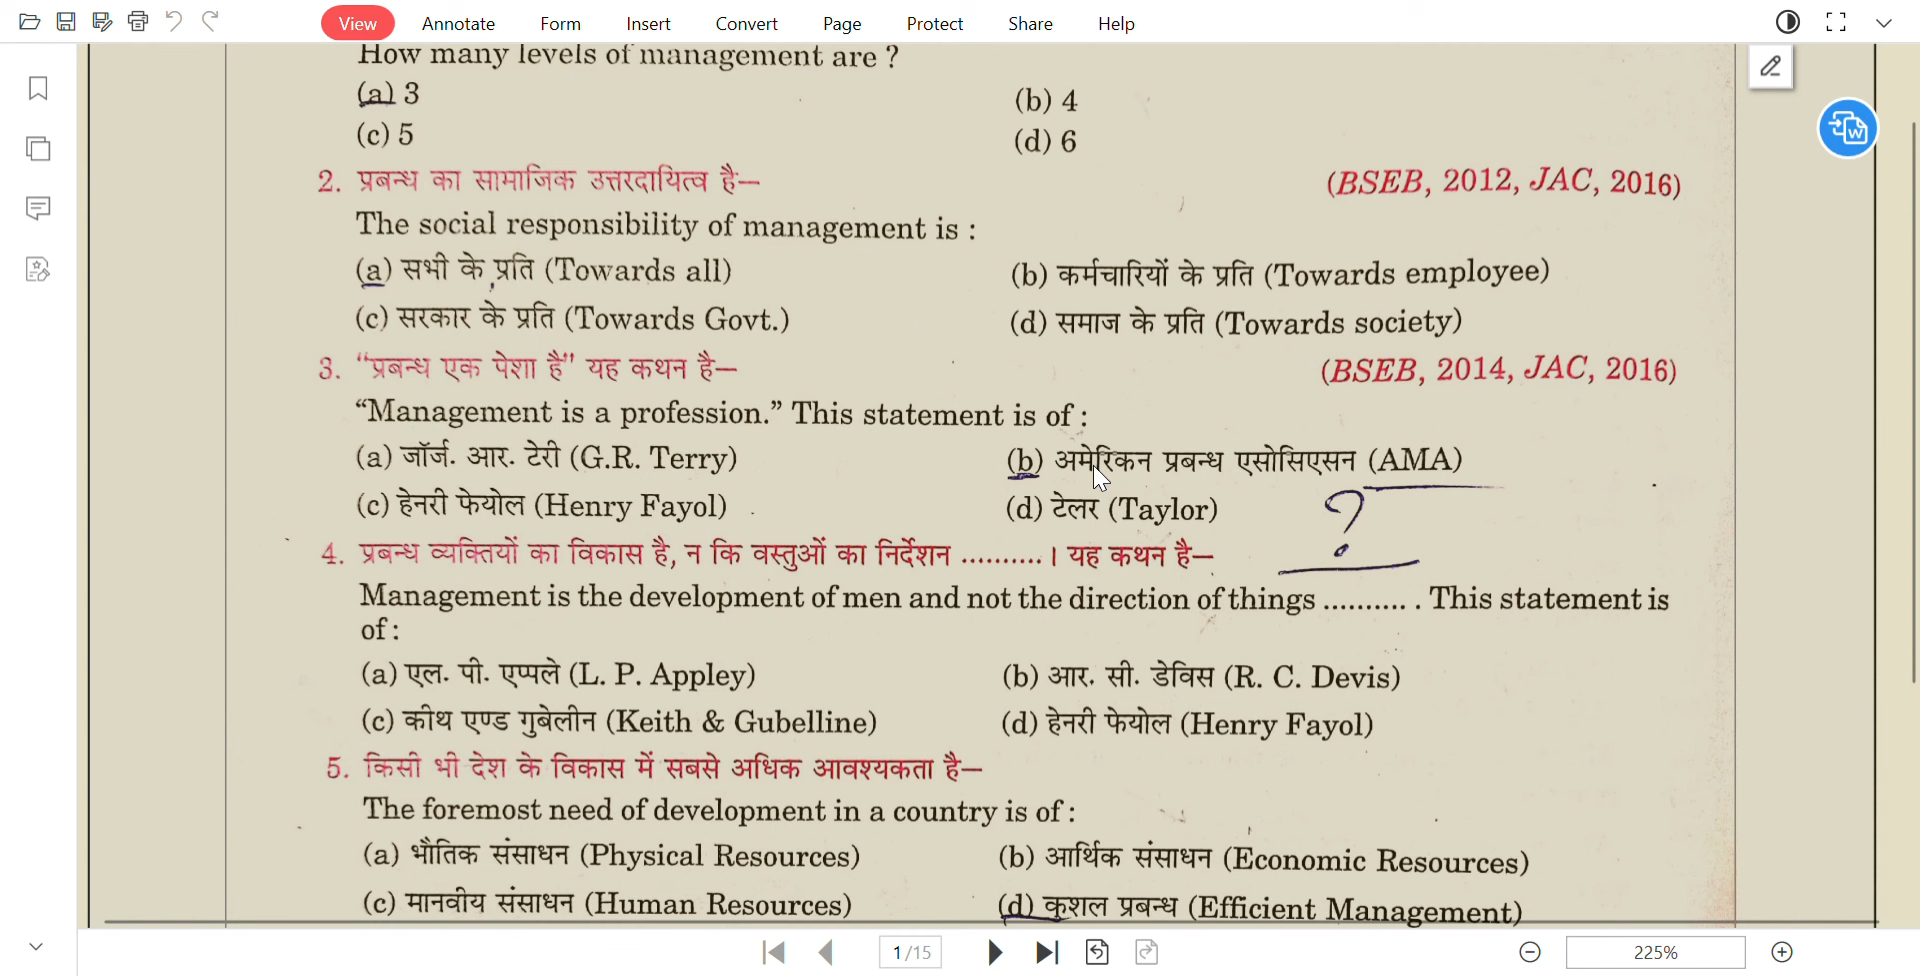 View Annotate Form Insert Convert Page Protect Share Help
How many levels of management are ?
(a) 3 (b) 4
(c) 5 (d) 6
2. प्रबन्ध का सामाजिक उत्तरदायित्व है— (BSEB, 2012, JAC, 2016)
The social responsibility of management is :
(a) सभी के प्रति (Towards all) (b) कर्मचारियों के प्रति (Towards employee)
(c) सरकार के प्रति (Towards Govt.) (d) समाज के प्रति (Towards society)
3. “प्रबन्ध एक पेशा है” यह कथन है— (BSEB, 2014, JAC, 2016)
“Management is a profession.” This statement is of :
(a) जॉर्ज. आर. टेरी (G.R. Terry) (b) अमेरिकन प्रबन्ध एसोसिएसन (AMA)
(c) हेनरी फेयोल (Henry Fayol) (d) टेलर (Taylor) ?
4. प्रबन्ध व्यक्तियों का विकास है, न कि वस्तुओं का निर्देशन .......... । यह कथन है—
Management is the development of men and not the direction of things .......... . This statement is
of :
(a) एल. पी. एप्पले (L. P. Appley) (b) आर. सी. डेविस (R. C. Devis)
(c) कीथ एण्ड गुबेलीन (Keith & Gubelline) (d) हेनरी फेयोल (Henry Fayol)
5. किसी भी देश के विकास में सबसे अधिक आवश्यकता है—
The foremost need of development in a country is of :
(a) भौतिक संसाधन (Physical Resources) (b) आर्थिक संसाधन (Economic Resources)
(c) मानवीय संसाधन (Human Resources) (d) कुशल प्रबन्ध (Efficient Management)
1 /15 225%